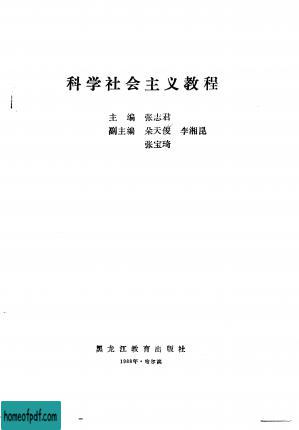 科学社会主义教程
主　编　张志君
副主编　朵天俊　李湘昆
张宝琦
黑龙江教育出版社
1988年·哈尔滨
homeofpdf.com